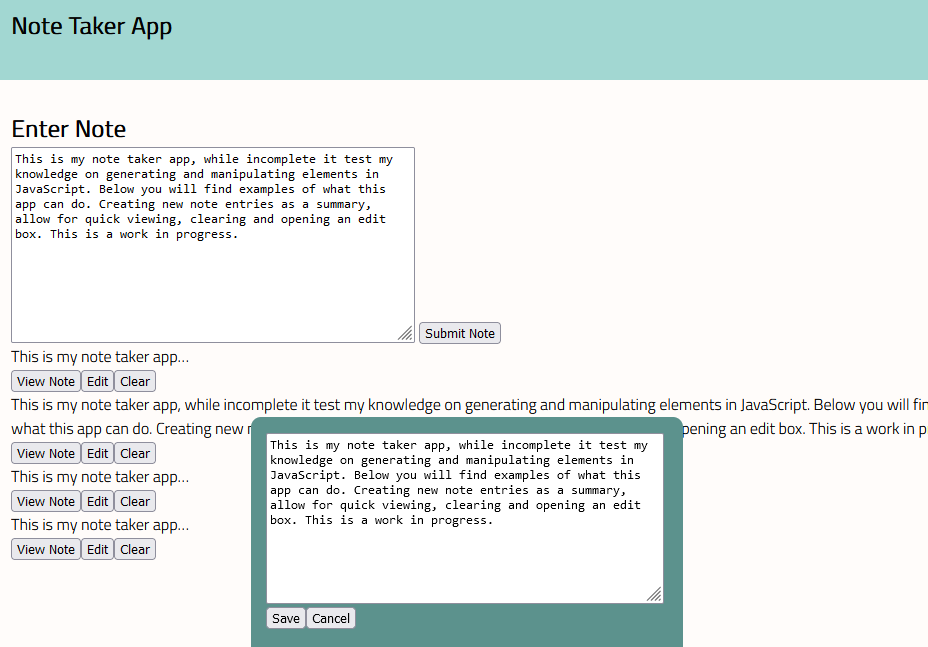 Note Taker App
Enter Note
This is my note taker app, while incomplete it test my
knowledge on generating and manipulating elements in
JavaScript. Below you will find examples of what this
app can do. Creating new note entries as a summary,
allow for quick viewing, clearing and opening an edit
box. This is a work in progress.
Submit Note
This is my note taker app...
View Note Edit Clear
This is my note taker app, while incomplete it test my knowledge on generating and manipulating elements in JavaScript. Below you will
what this app can do. Creating new pening an edit box. This is a work in
View Note Edit Clear
This is my note taker app...
View Note Edit Clear
This is my note taker app...
View Note Edit Clear
This is my note taker app, while incomplete it test my
knowledge on generating and manipulating elements in
JavaScript. Below you will find examples of what this
app can do. Creating new note entries as a summary,
allow for quick viewing, clearing and opening an edit
box. This is a work in progress.
Save Cancel